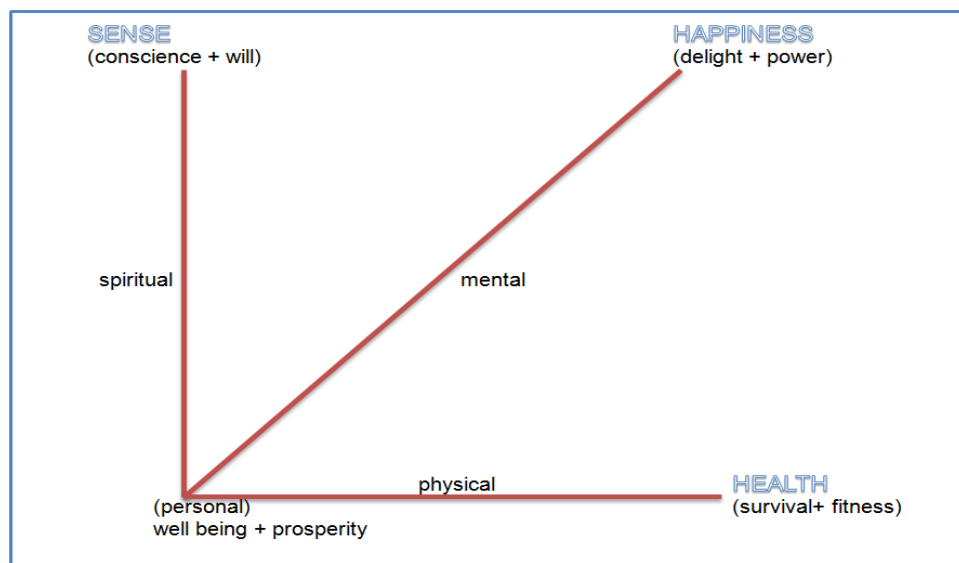 SENSE
(conscience + will)
HAPPINESS
(delight + power)
spiritual
mental
physical
HEALTH
(survival+ fitness)
(personal)
well being + prosperity